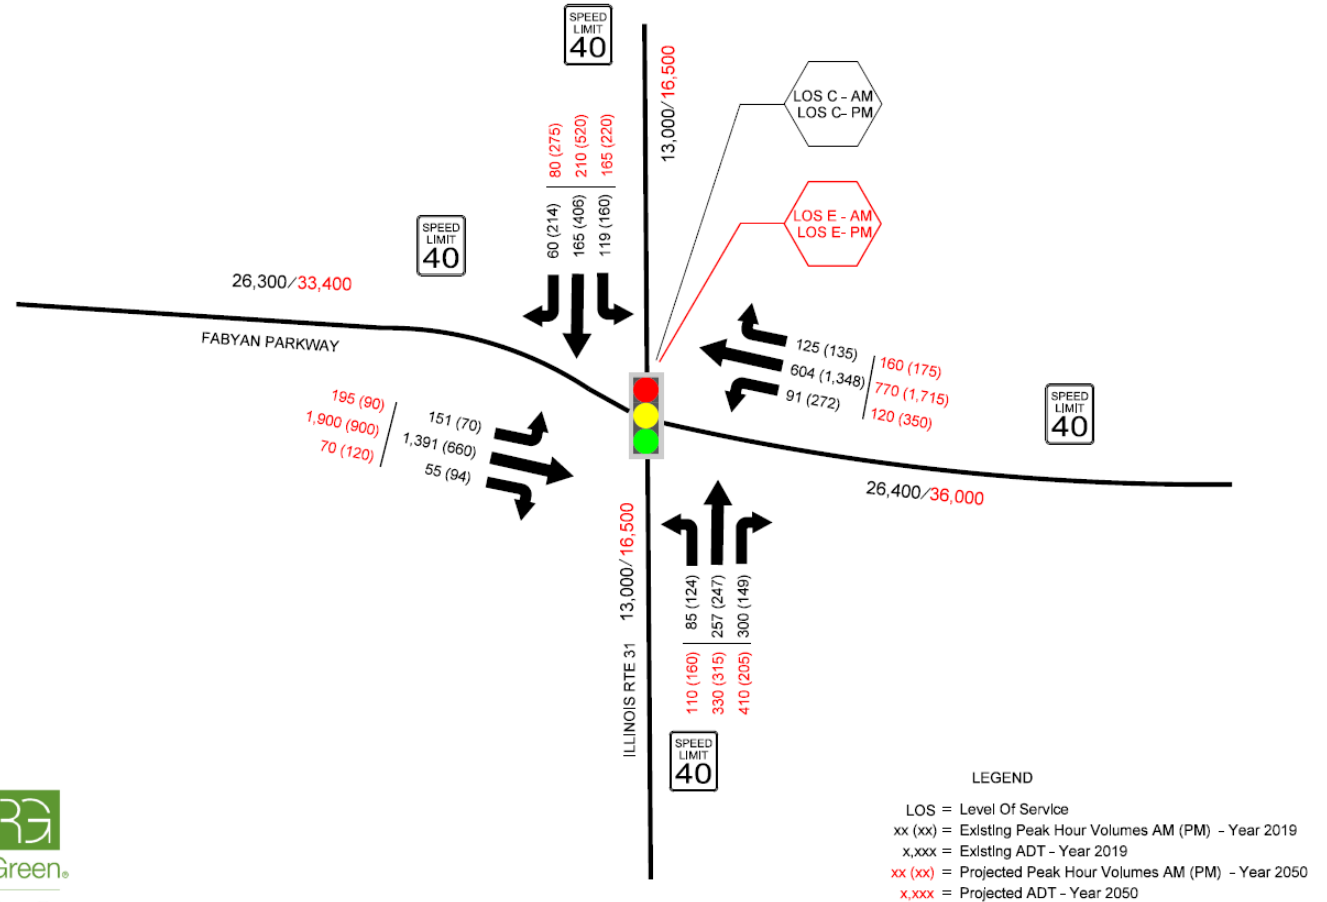 SPEED
LIMIT
40
13,000/16,500
LOS C - AM
LOS C- PM
80 (275)
210 (520)
165 (220)
60 (214)
165 (406)
119 (160)
LOS E - AM
LOS E- PM
SPEED
LIMIT
40
26,300/33,400
FABYAN PARKWAY
125 (135)
604 (1,348)
91 (272)
160 (175)
770 (1,715)
120 (350)
195 (90)
1,900 (900)
70 (120)
151 (70)
1,391 (660)
55 (94)
SPEED
LIMIT
40
26,400/36,000
13,000/16,500
ILLINOIS RTE 31
85 (124)
257 (247)
300 (149)
110 (160)
330 (315)
410 (205)
SPEED
LIMIT
40
RG
Green®
LEGEND
LOS = Level Of Service
xx (xx) = Existing Peak Hour Volumes AM (PM) - Year 2019
x,xxx = Existing ADT - Year 2019
xx (xx) = Projected Peak Hour Volumes AM (PM) - Year 2050
x,xxx = Projected ADT - Year 2050